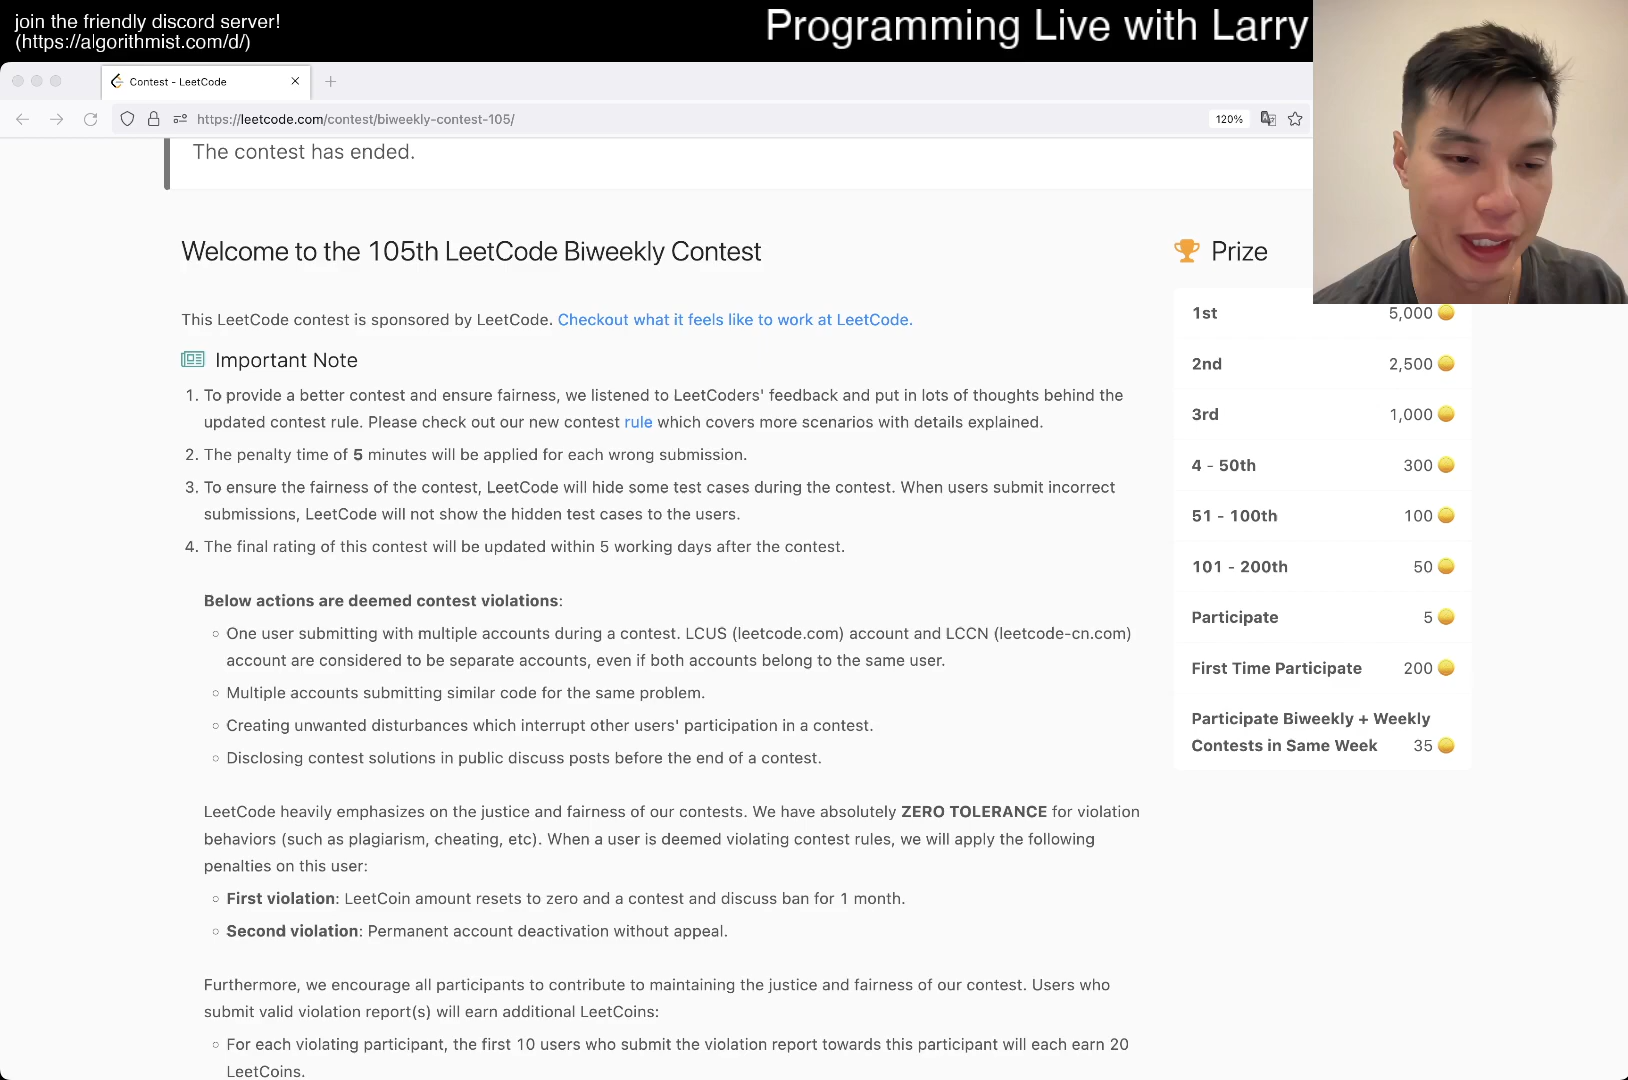 join the friendly discord server!
(https://algorithmist.com/d/)
Programming Live with Larry
Contest - LeetCode
https://leetcode.com/contest/biweekly-contest-105/
120%
The contest has ended.
Welcome to the 105th LeetCode Biweekly Contest
This LeetCode contest is sponsored by LeetCode. Checkout what it feels like to work at LeetCode.
Important Note
1. To provide a better contest and ensure fairness, we listened to LeetCoders' feedback and put in lots of thoughts behind the
updated contest rule. Please check out our new contest rule which covers more scenarios with details explained.
2. The penalty time of 5 minutes will be applied for each wrong submission.
3. To ensure the fairness of the contest, LeetCode will hide some test cases during the contest. When users submit incorrect
submissions, LeetCode will not show the hidden test cases to the users.
4. The final rating of this contest will be updated within 5 working days after the contest.
Below actions are deemed contest violations:
One user submitting with multiple accounts during a contest. LCUS (leetcode.com) account and LCCN (leetcode-cn.com)
account are considered to be separate accounts, even if both accounts belong to the same user.
Multiple accounts submitting similar code for the same problem.
Creating unwanted disturbances which interrupt other users' participation in a contest.
Disclosing contest solutions in public discuss posts before the end of a contest.
LeetCode heavily emphasizes on the justice and fairness of our contests. We have absolutely ZERO TOLERANCE for violation
behaviors (such as plagiarism, cheating, etc). When a user is deemed violating contest rules, we will apply the following
penalties on this user:
First violation: LeetCoin amount resets to zero and a contest and discuss ban for 1 month.
Second violation: Permanent account deactivation without appeal.
Furthermore, we encourage all participants to contribute to maintaining the justice and fairness of our contest. Users who
submit valid violation report(s) will earn additional LeetCoins:
For each violating participant, the first 10 users who submit the violation report towards this participant will each earn 20
LeetCoins.
Prize
1st 5,000
2nd 2,500
3rd 1,000
4 - 50th 300
51 - 100th 100
101 - 200th 50
Participate 5
First Time Participate 200
Participate Biweekly + Weekly
Contests in Same Week 35